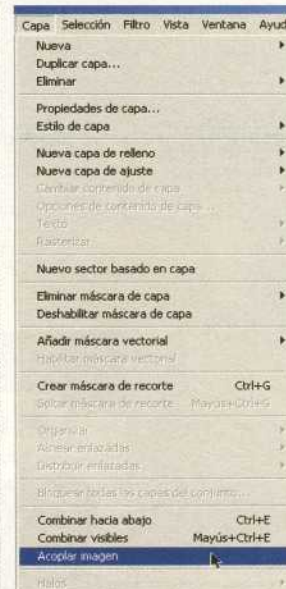 Capa Selección Filtro Vista Ventana Ayud
Nueva
Duplicar capa...
Eliminar
Propiedades de capa...
Estilo de capa
Nueva capa de relleno
Nueva capa de ajuste
Cambiar contenido de capa
Opciones de contenido de capa...
Texto
Rasterizar
Nuevo sector basado en capa
Eliminar máscara de capa
Deshabilitar máscara de capa
Añadir máscara vectorial
Habilitar máscara vectorial
Crear máscara de recorte Ctrl+G
Soltar máscara de recorte Mayús+Ctrl+G
Organizar
Alinear enlazadas
Distribuir enlazadas
Bloquear todas las capas del conjunto...
Combinar hacia abajo Ctrl+E
Combinar visibles Mayús+Ctrl+E
Acoplar imagen
Halos